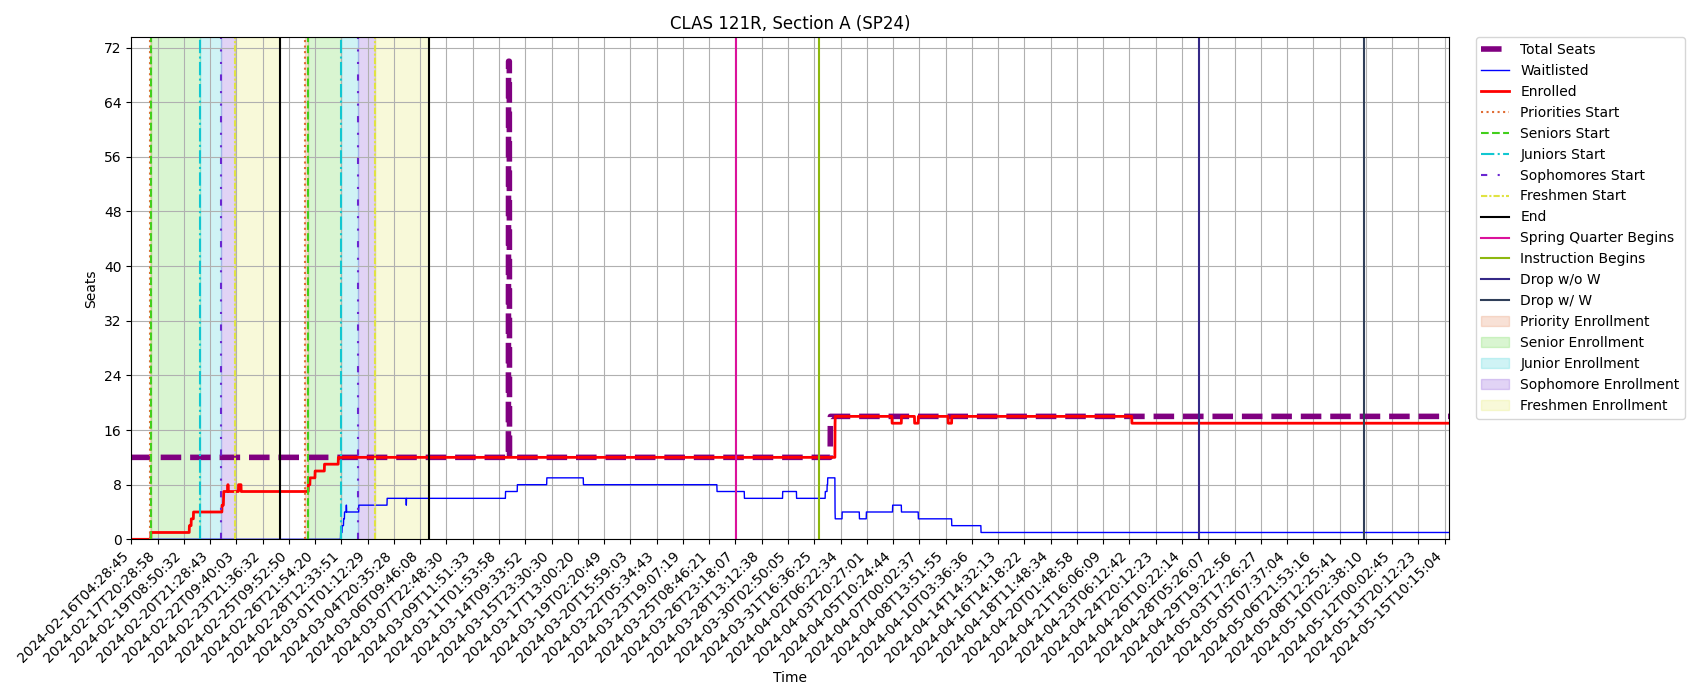 CLAS 121R, Section A (SP24)
72
64
56
48
40
32
24
16
8
0
Seats
2024-02-16T04:28:45
2024-02-17T20:28:58
2024-02-19T08:50:32
2024-02-20T21:28:43
2024-02-22T09:40:03
2024-02-23T21:36:32
2024-02-25T09:52:50
2024-02-26T21:54:20
2024-02-28T12:33:51
2024-03-01T01:12:29
2024-03-04T20:35:28
2024-03-06T09:46:08
2024-03-07T22:48:30
2024-03-10T11:51:33
2024-03-11T01:53:58
2024-03-14T09:33:52
2024-03-15T23:30:30
2024-03-17T13:00:20
2024-03-19T02:20:49
2024-03-20T15:59:03
2024-03-22T05:34:43
2024-03-23T19:07:19
2024-03-25T08:46:21
2024-03-26T23:18:07
2024-03-28T13:12:38
2024-03-30T02:50:05
2024-03-31T16:36:25
2024-04-02T06:22:34
2024-04-03T20:27:01
2024-04-05T10:24:44
2024-04-07T00:02:37
2024-04-08T13:51:55
2024-04-10T03:36:36
2024-04-14T14:32:13
2024-04-16T14:18:22
2024-04-18T11:48:34
2024-04-20T01:48:58
2024-04-21T16:06:09
2024-04-23T06:12:42
2024-04-24T20:12:23
2024-04-26T10:22:14
2024-04-28T05:26:07
2024-04-29T19:22:56
2024-05-03T17:26:27
2024-05-05T07:37:04
2024-05-06T21:53:16
2024-05-08T12:25:41
2024-05-10T02:38:10
2024-05-12T00:02:45
2024-05-13T20:12:23
2024-05-15T10:15:04
Time
Total Seats
Waitlisted
Enrolled
Priorities Start
Seniors Start
Juniors Start
Sophomores Start
Freshmen Start
End
Spring Quarter Begins
Instruction Begins
Drop w/o W
Drop w/ W
Priority Enrollment
Senior Enrollment
Junior Enrollment
Sophomore Enrollment
Freshmen Enrollment